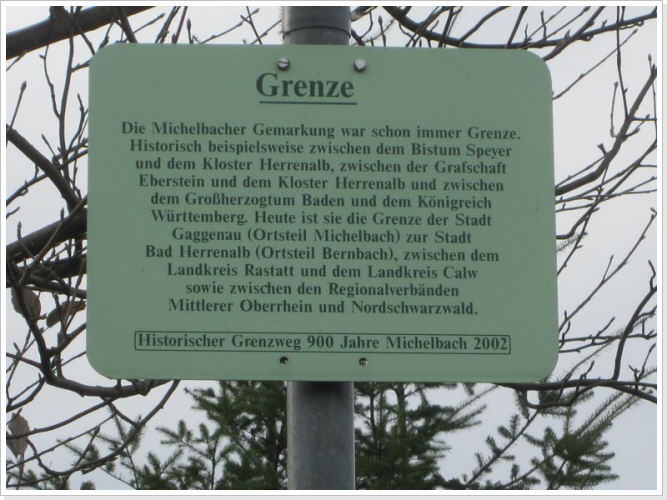 Grenze
Die Michelbacher Gemarkung war schon immer Grenze.
Historisch beispielsweise zwischen dem Bistum Speyer
und dem Kloster Herrenalb, zwischen der Grafschaft
Eberstein und dem Kloster Herrenalb und zwischen
dem Großherzogtum Baden und dem Königreich
Württemberg. Heute ist sie die Grenze der Stadt
Gaggenau (Ortsteil Michelbach) zur Stadt
Bad Herrenalb (Ortsteil Bernbach), zwischen dem
Landkreis Rastatt und dem Landkreis Calw
sowie zwischen den Regionalverbänden
Mittlerer Oberrhein und Nordschwarzwald.
Historischer Grenzweg 900 Jahre Michelbach 2002